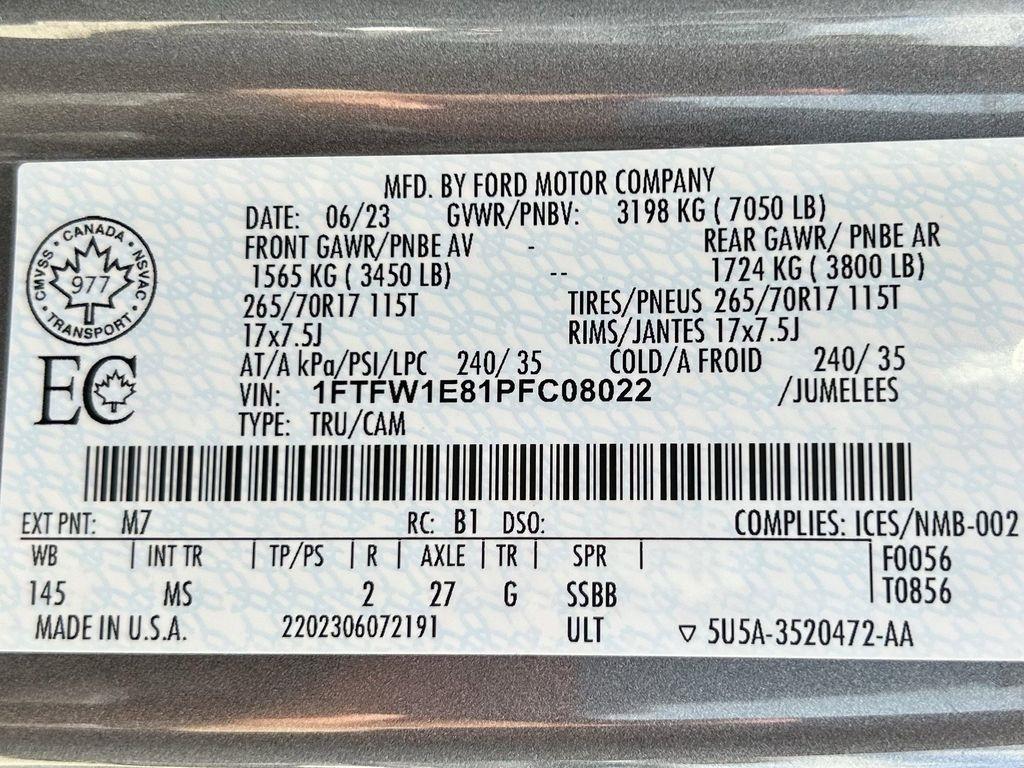 MFD. BY FORD MOTOR COMPANY
DATE: 06/23 GVWR/PNBV: 3198 KG ( 7050 LB)
FRONT GAWR/PNBE AV - REAR GAWR/ PNBE AR
1565 KG ( 3450 LB) -- 1724 KG ( 3800 LB)
265/70R17 115T TIRES/PNEUS 265/70R17 115T
17x7.5J RIMS/JANTES 17x7.5J
AT/A kPa/PSI/LPC 240/ 35 COLD/A FROID 240/ 35
VIN: 1FTFW1E81PFC08022 /JUMELEES
TYPE: TRU/CAM
CANADA
CMVSS NSVAC
977
TRANSPORT
EC
EXT PNT: M7 RC: B1 DSO: COMPLIES: ICES/NMB-002
WB | INT TR | TP/PS | R | AXLE | TR | SPR | F0056
145 MS 2 27 G SSBB T0856
MADE IN U.S.A. 2202306072191 ULT ▽ 5U5A-3520472-AA